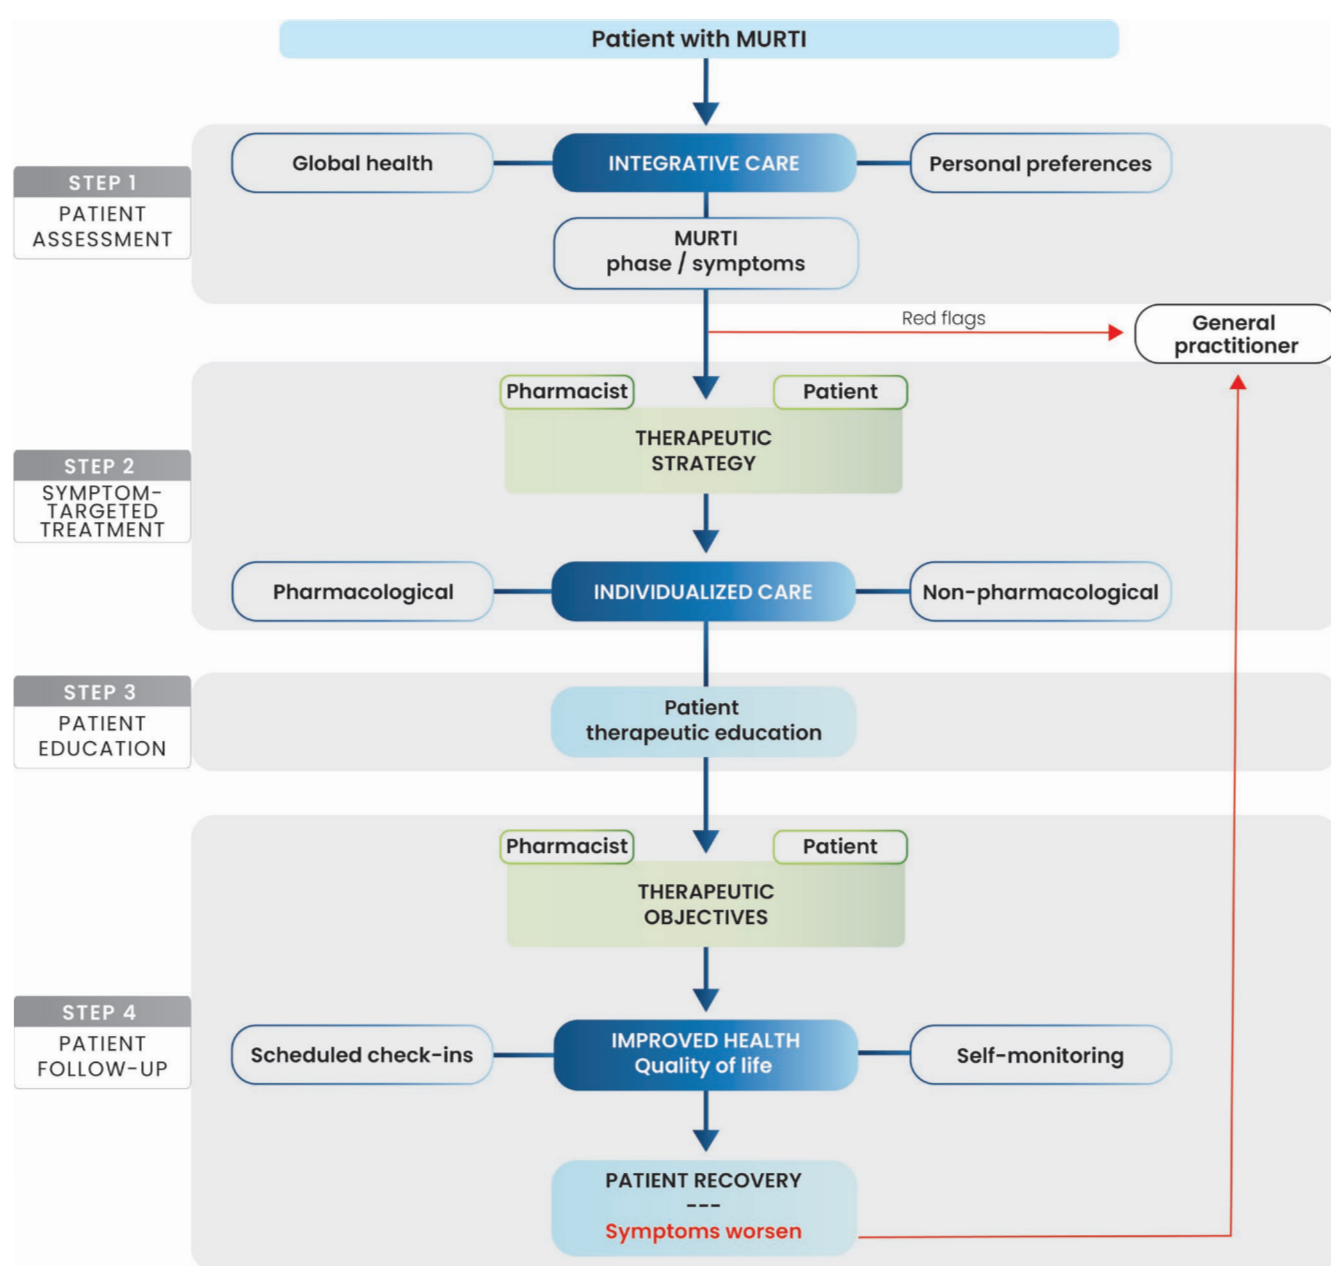 Patient with MURTI
STEP 1
PATIENT
ASSESSMENT
Global health
INTEGRATIVE CARE
Personal preferences
MURTI
phase / symptoms
Red flags
General
practitioner
STEP 2
SYMPTOM-
TARGETED
TREATMENT
Pharmacist
Patient
THERAPEUTIC
STRATEGY
Pharmacological
INDIVIDUALIZED CARE
Non-pharmacological
STEP 3
PATIENT
EDUCATION
Patient
therapeutic education
STEP 4
PATIENT
FOLLOW-UP
Pharmacist
Patient
THERAPEUTIC
OBJECTIVES
Scheduled check-ins
IMPROVED HEALTH
Quality of life
Self-monitoring
PATIENT RECOVERY
---
Symptoms worsen